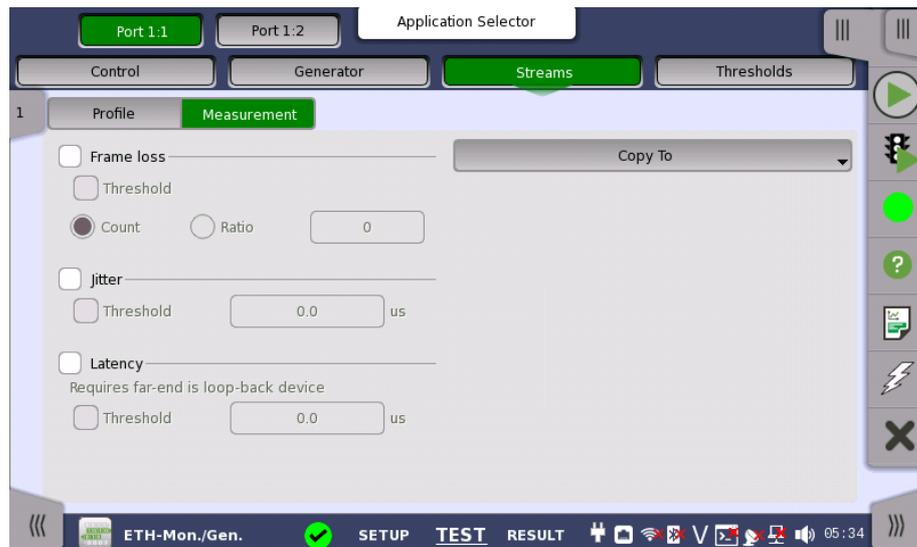 Port 1:1 Port 1:2 Application Selector
Control Generator Streams Thresholds
1 Profile Measurement
Frame loss Copy To
Threshold
Count Ratio 0
Jitter
Threshold 0.0 us
Latency
Requires far-end is loop-back device
Threshold 0.0 us
ETH-Mon./Gen. SETUP TEST RESULT V 05:34